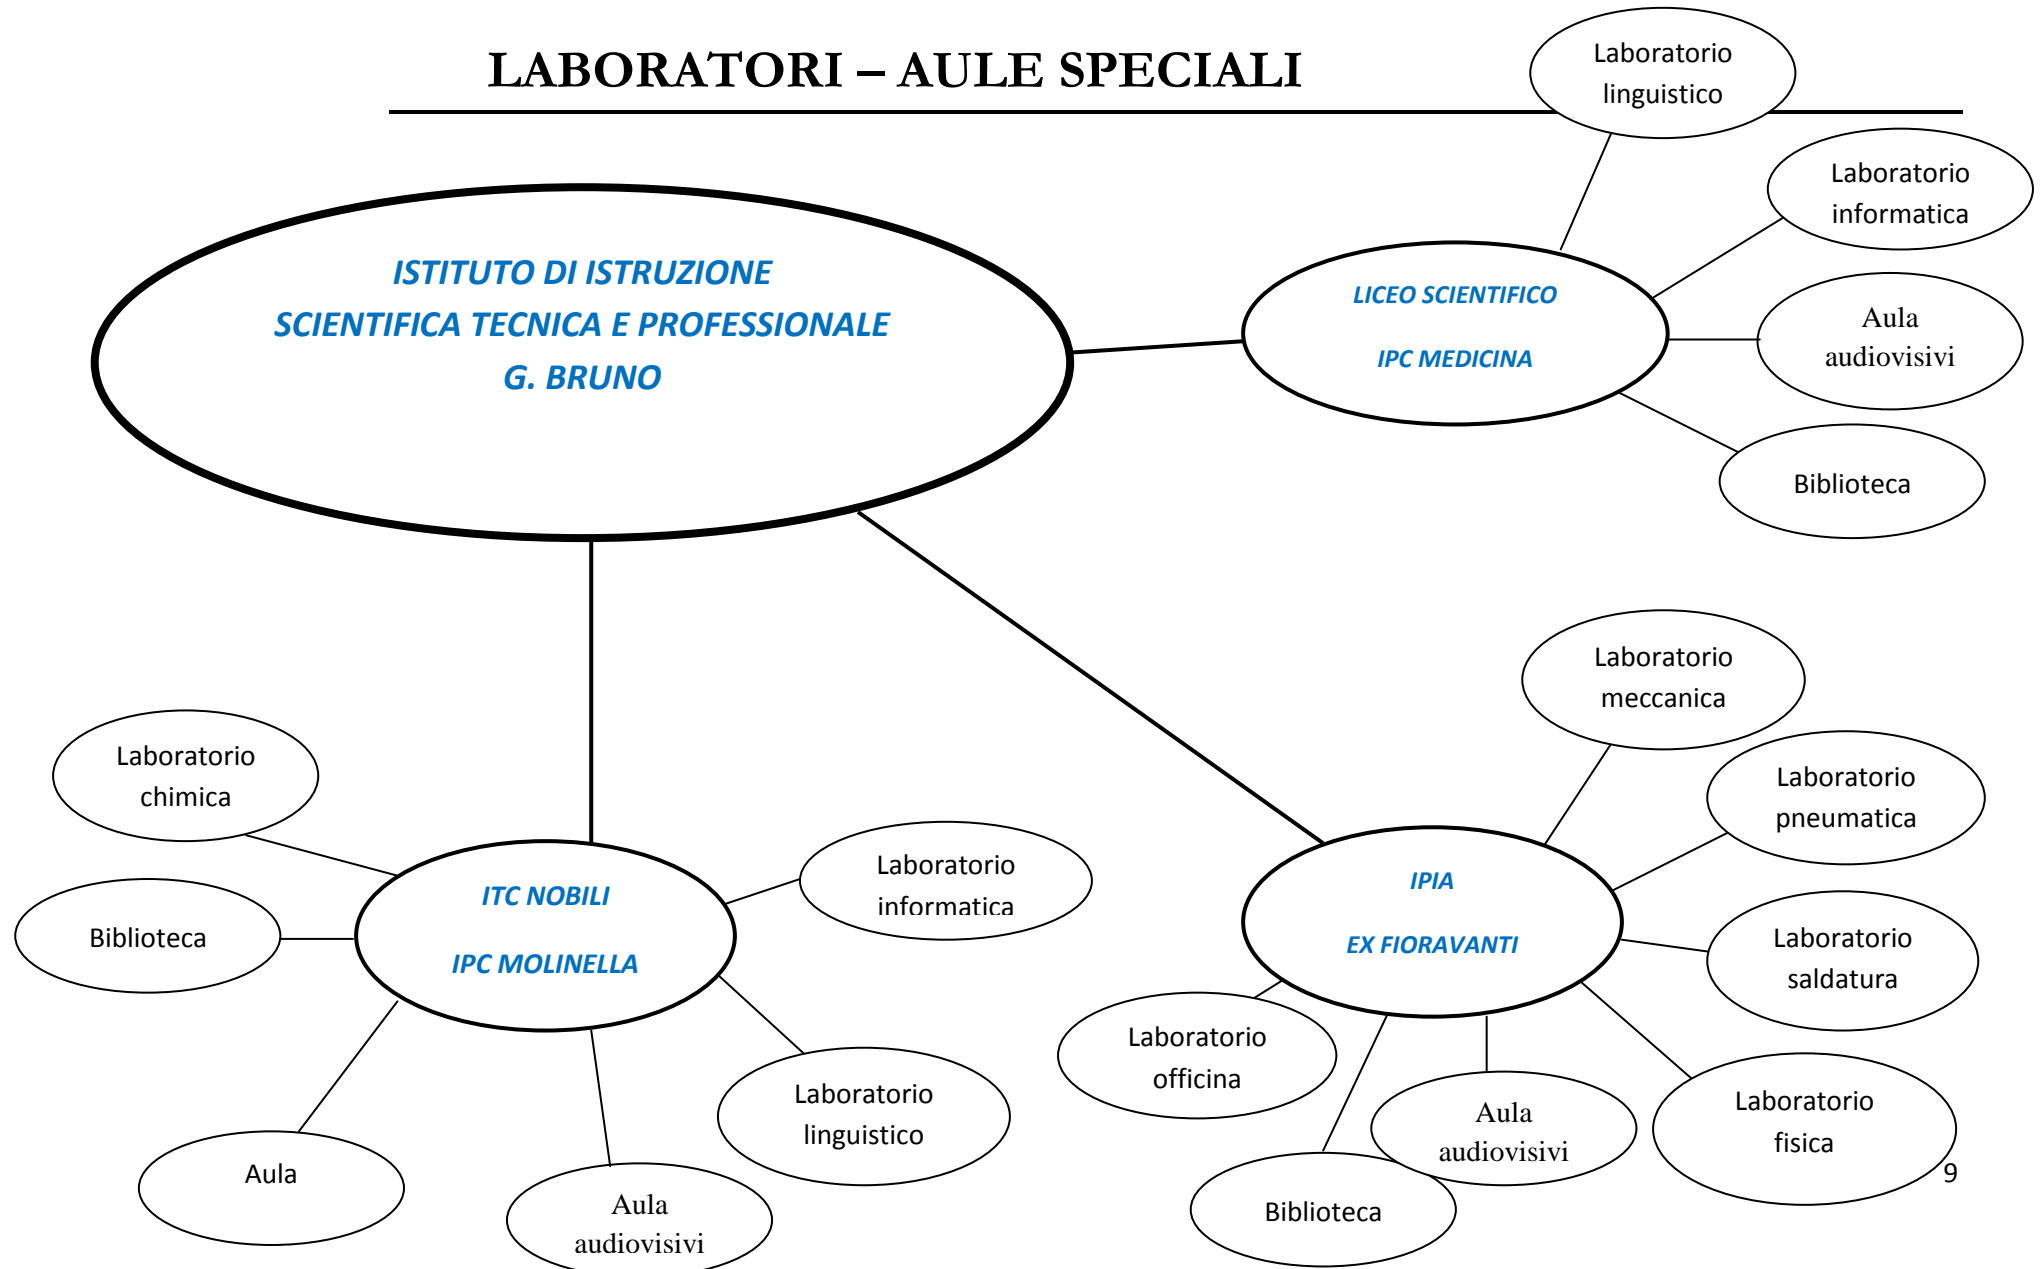 LABORATORI – AULE SPECIALI
Laboratorio
linguistico
Laboratorio
informatica
ISTITUTO DI ISTRUZIONE
SCIENTIFICA TECNICA E PROFESSIONALE
G. BRUNO
LICEO SCIENTIFICO
IPC MEDICINA
Aula
audiovisivi
Biblioteca
Laboratorio
meccanica
Laboratorio
chimica
Laboratorio
pneumatica
ITC NOBILI
IPC MOLINELLA
Laboratorio
informatica
IPIA
EX FIORAVANTI
Biblioteca
Laboratorio
saldatura
Laboratorio
officina
Laboratorio
linguistico
Aula
audiovisivi
Laboratorio
fisica
Aula
Aula
audiovisivi
Biblioteca
9